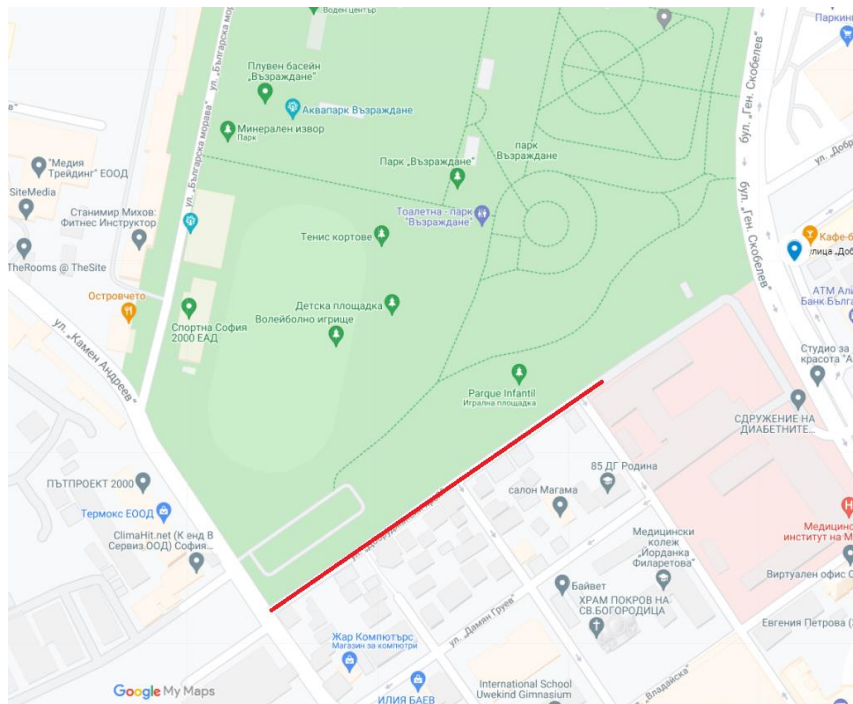 Воден център
Паркинг
ул. „Българска морава"
Плувен басейн
„Възраждане"
Аквапарк Възраждане
Минерален извор
Парк
бул. „Ген. Скобелев"
парк
Възраждане
Парк „Възраждане"
"Медия
Трейдинг" ЕООД
SiteMedia
Станимир Михов:
Фитнес Инструктор
ул. „Българска морава"
Тоалетна - парк
"Възраждане"
бул. „Ген. Скобелев"
Тенис кортове
TheRooms @ TheSite
Островчето
Детска площадка
Волейболно игрище
Спортна София
2000 ЕАД
ул. „Камен Андреев"
Студио за
Parque Infantil
Игрална площадка
СДРУЖЕНИЕ НА
ДИАБЕТНИТЕ...
85 ДГ Родина
ПЪТПРОЕКТ 2000
салон Магама
Термокс ЕООД
ClimaHit.net (К енд В
Сервиз ООД) София...
Медицински
колеж
„Йорданка
Филаретова"
институт на М
Виртуален офис
Байвет
ХРАМ ПОКРОВ НА
СВ.БОГОРОДИЦА
Евгения Петрова
ул. „Дамян Груев"
Жар Компютърс
Магазин за компютри
International School
Uwekind Gimnasium
„Владайска"
Google My Maps
ИЛИЯ БАЕВ